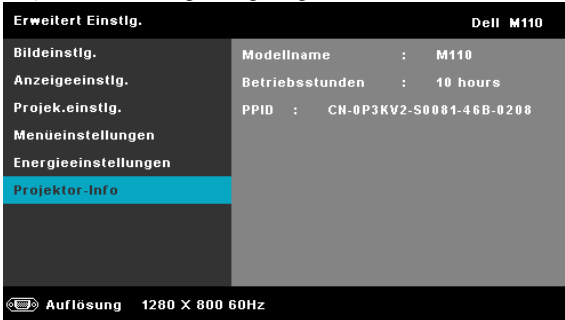 Erweitert Einstlg. Dell M110
Bildeinstlg.
Anzeigeeinstlg.
Projek.einstlg.
Menüeinstellungen
Energieeinstellungen
Projektor-Info
Modellname : M110
Betriebsstunden : 10 hours
PPID : CN-0P3KV2-S0081-46B-0208
Auflösung 1280 X 800 60Hz